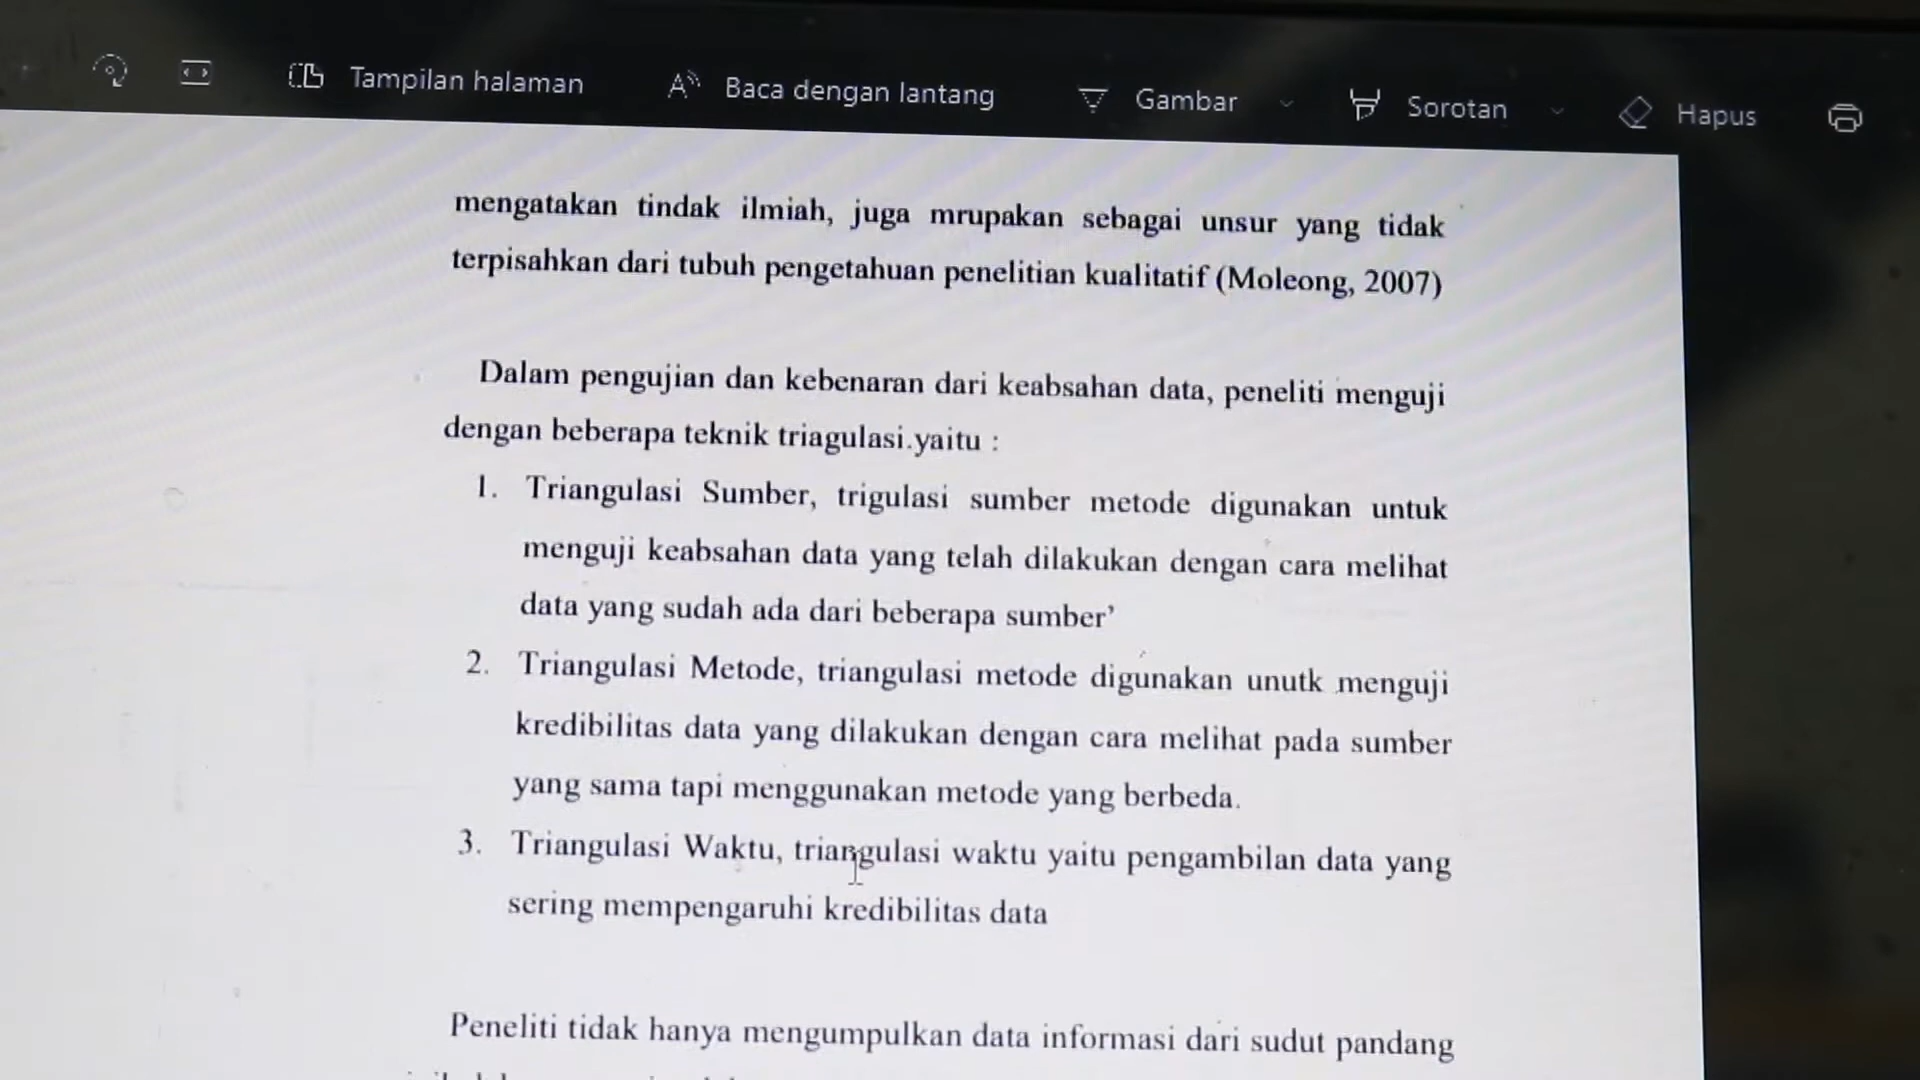 Tampilan halaman Baca dengan lantang Gambar Sorotan Hapus
mengatakan tindak ilmiah, juga mrupakan sebagai unsur yang tidak
terpisahkan dari tubuh pengetahuan penelitian kualitatif (Moleong, 2007)
Dalam pengujian dan kebenaran dari keabsahan data, peneliti menguji
dengan beberapa teknik triagulasi.yaitu :
1. Triangulasi Sumber, trigulasi sumber metode digunakan untuk
menguji keabsahan data yang telah dilakukan dengan cara melihat
data yang sudah ada dari beberapa sumber’
2. Triangulasi Metode, triangulasi metode digunakan unutk menguji
kredibilitas data yang dilakukan dengan cara melihat pada sumber
yang sama tapi menggunakan metode yang berbeda.
3. Triangulasi Waktu, triangulasi waktu yaitu pengambilan data yang
sering mempengaruhi kredibilitas data
Peneliti tidak hanya mengumpulkan data informasi dari sudut pandang